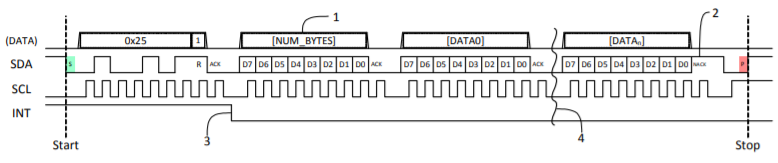 1
2
(DATA) 0x25 1 [NUM_BYTES] [DATA0] [DATAn]
SDA S R ACK D7 D6 D5 D4 D3 D2 D1 D0 ACK D7 D6 D5 D4 D3 D2 D1 D0 ACK D7 D6 D5 D4 D3 D2 D1 D0 NACK P
SCL
INT
3
4
Start Stop